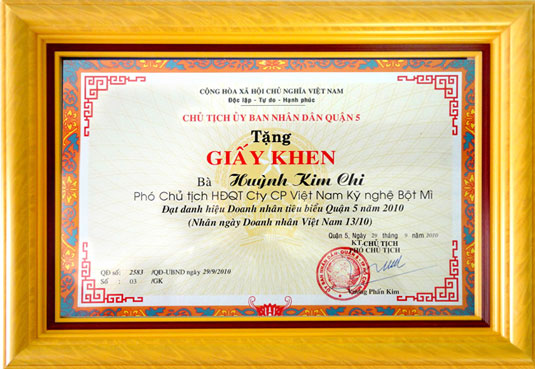 CỘNG HÒA XÃ HỘI CHỦ NGHĨA VIỆT NAM
Độc lập - Tự do - Hạnh phúc
CHỦ TỊCH ỦY BAN NHÂN DÂN QUẬN 5
Tặng
GIẤY KHEN
Bà Huỳnh Kim Chi
Phó Chủ tịch HĐQT Cty CP Việt Nam Kỹ nghệ Bột Mì
Đạt danh hiệu Doanh nhân tiêu biểu Quận 5 năm 2010
(Nhân ngày Doanh nhân Việt Nam 13/10)
Quận 5, Ngày 29 9 2010
KT.CHỦ TỊCH
PHÓ CHỦ TỊCH
QĐ số: 2583 /QĐ-UBND ngày 29/9/2010
Số : 03 /GK
Phấn Kim